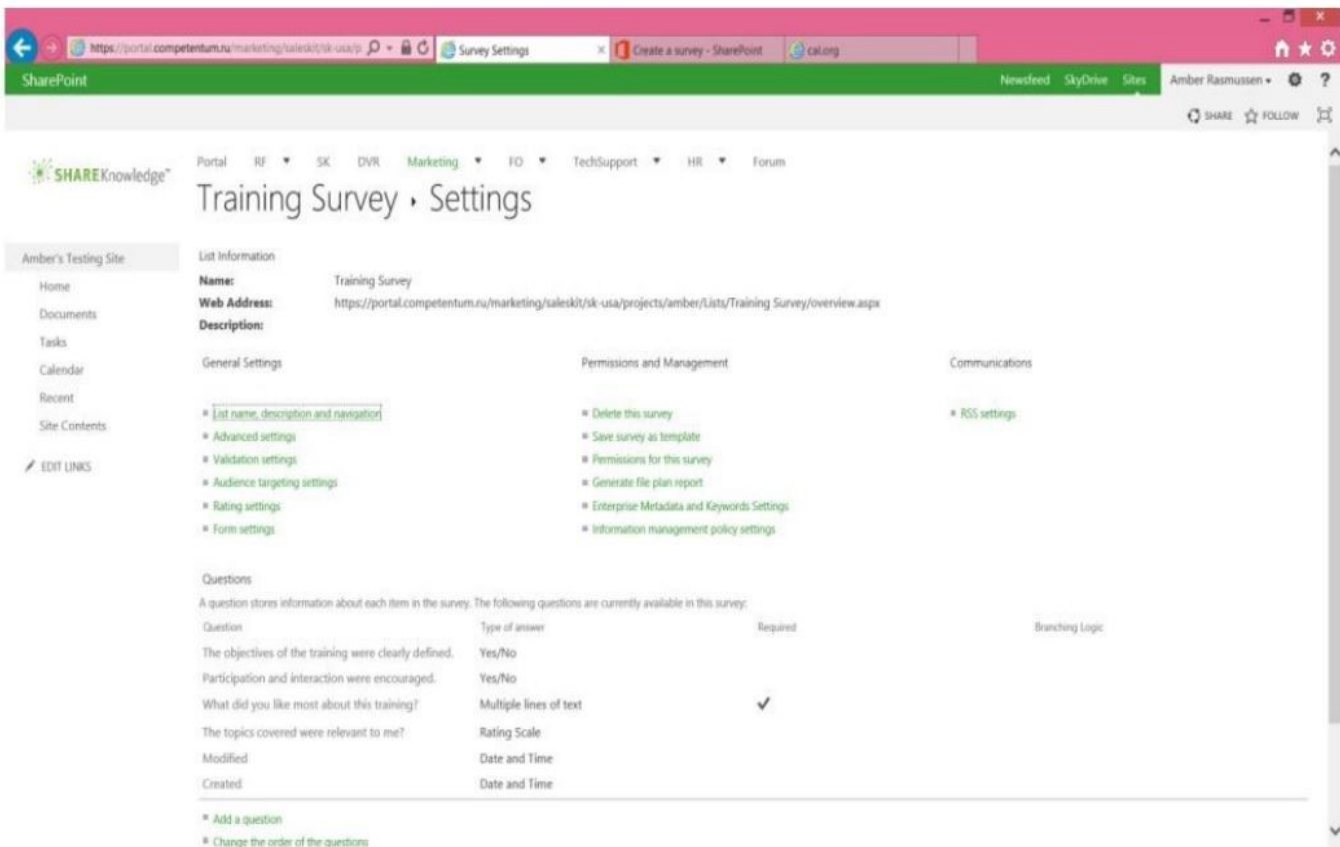 https://portal.competentum.ru/marketing/saleskit/sk-usa/p
Survey Settings
Create a survey - SharePoint
cal.org
SharePoint
Newsfeed SkyDrive Sites Amber Rasmussen ?
SHARE FOLLOW
SHAREKnowledge™
Portal RF SK DVR Marketing FO TechSupport HR Forum
Training Survey › Settings
Amber's Testing Site
Home
Documents
Tasks
Calendar
Recent
Site Contents
EDIT LINKS
List Information
Name: Training Survey
Web Address: https://portal.competentum.ru/marketing/saleskit/sk-usa/projects/amber/Lists/Training Survey/overview.aspx
Description:
General Settings Permissions and Management Communications
List name, description and navigation Delete this survey RSS settings
Advanced settings Save survey as template
Validation settings Permissions for this survey
Audience targeting settings Generate file plan report
Rating settings Enterprise Metadata and Keywords Settings
Form settings Information management policy settings
Questions
A question stores information about each item in the survey. The following questions are currently available in this survey:
Question Type of answer Required Branching Logic
The objectives of the training were clearly defined. Yes/No
Participation and interaction were encouraged. Yes/No
What did you like most about this training? Multiple lines of text ✓
The topics covered were relevant to me? Rating Scale
Modified Date and Time
Created Date and Time
Add a question
Change the order of the questions